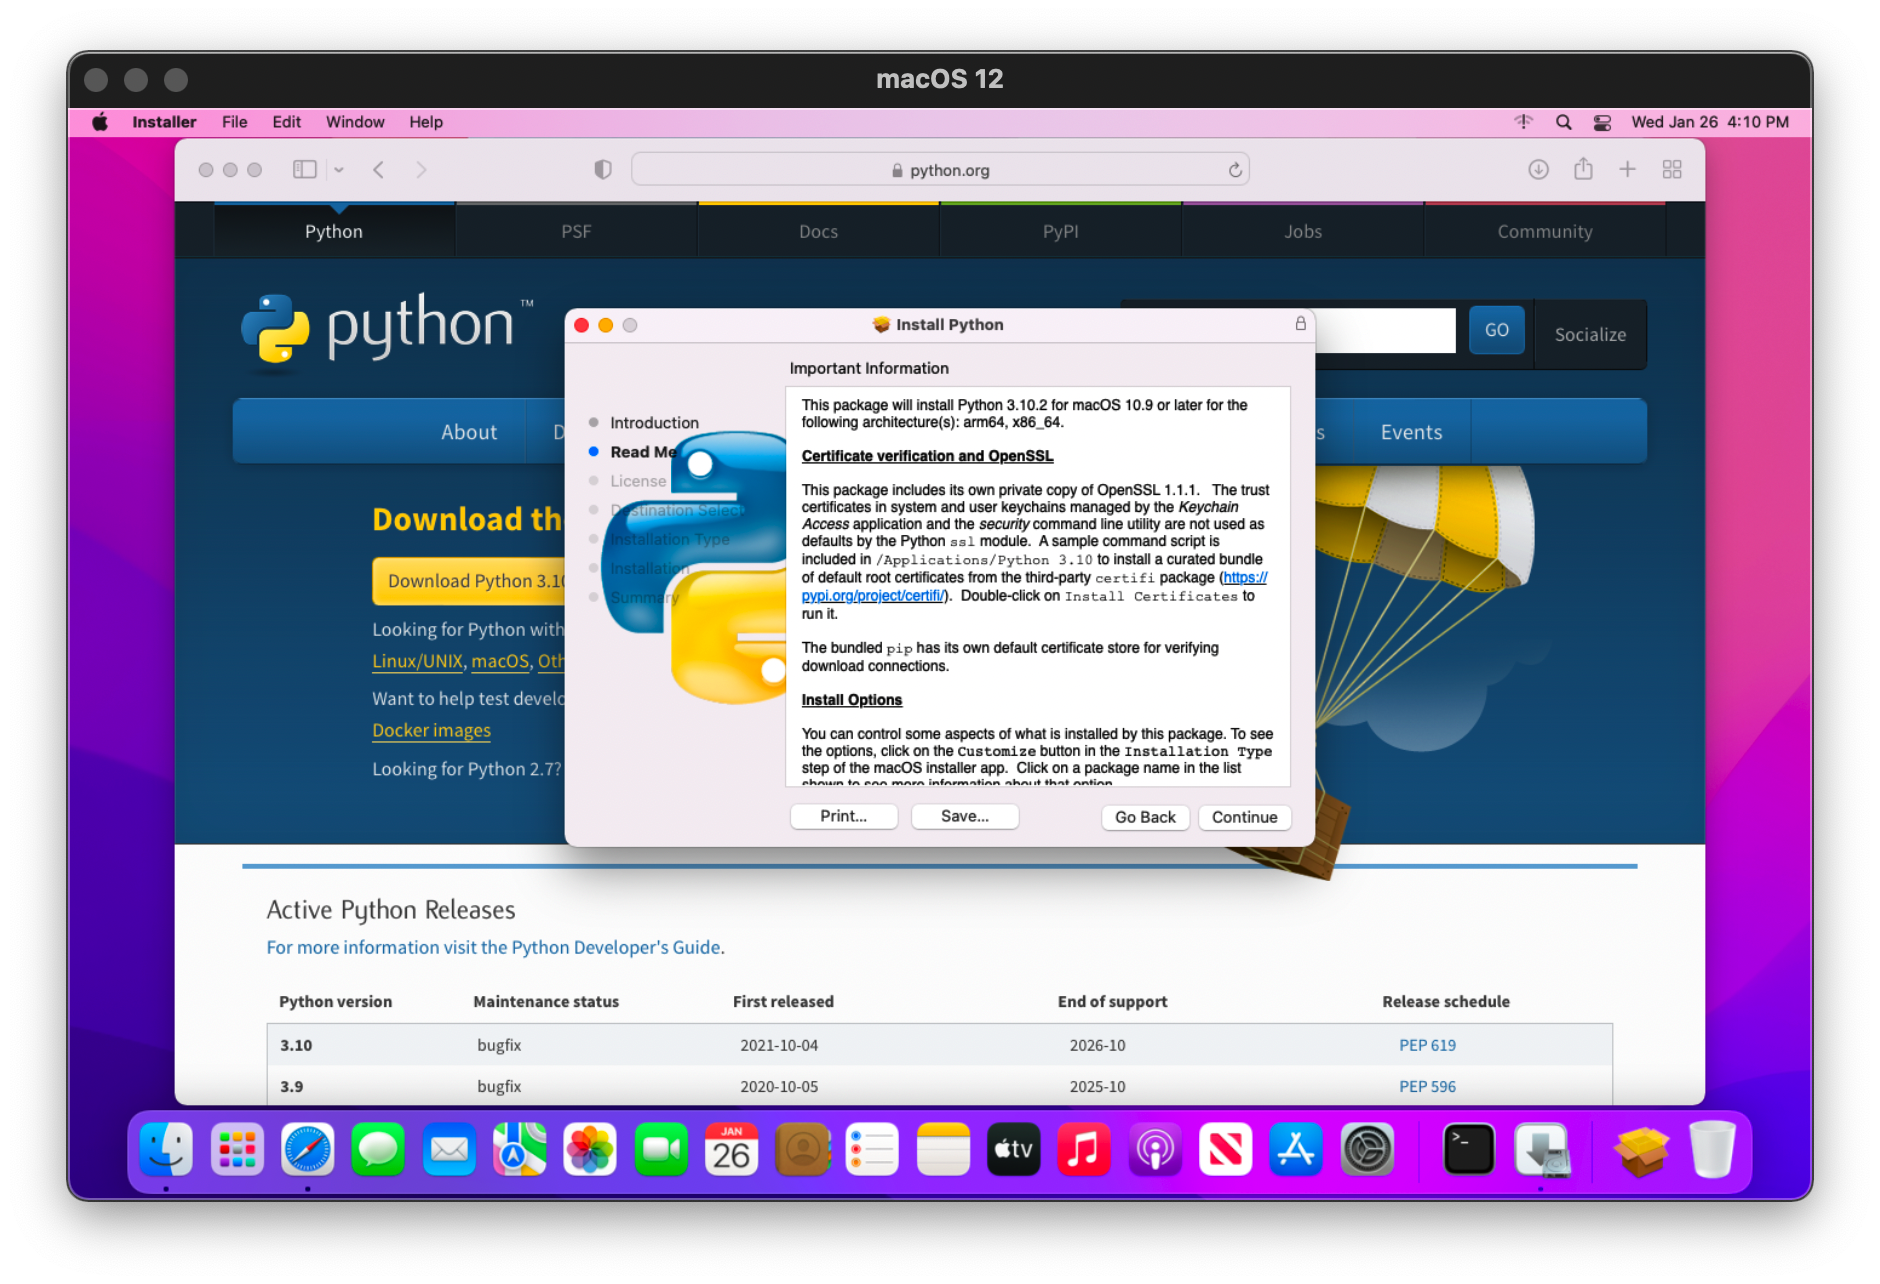 macOS 12
Installer File Edit Window Help Wed Jan 26 4:10 PM
python.org
Python PSF Docs PyPI Jobs Community
python™
GO Socialize
About
Events
Download
Download Python
Looking for Python with
Linux/UNIX, macOS,
Want to help test
Docker images
Looking for Python 2.7?
Install Python
Important Information
Introduction
Read Me
License
Destination Select
Installation Type
Installation
Summary
This package will install Python 3.10.2 for macOS 10.9 or later for the
following architecture(s): arm64, x86_64.
Certificate verification and OpenSSL
This package includes its own private copy of OpenSSL 1.1.1. The trust
certificates in system and user keychains managed by the Keychain
Access application and the security command line utility are not used as
defaults by the Python ssl module. A sample command script is
included in /Applications/Python 3.10 to install a curated bundle
of default root certificates from the third-party certifi package (https://
pypi.org/project/certifi/). Double-click on Install Certificates to
run it.
The bundled pip has its own default certificate store for verifying
download connections.
Install Options
You can control some aspects of what is installed by this package. To see
the options, click on the Customize button in the Installation Type
step of the macOS installer app. Click on a package name in the list
shown to see more information about that option.
Print... Save... Go Back Continue
Active Python Releases
For more information visit the Python Developer's Guide.
Python version Maintenance status First released End of support Release schedule
3.10 bugfix 2021-10-04 2026-10 PEP 619
3.9 bugfix 2020-10-05 2025-10 PEP 596
JAN
26
tv
>_